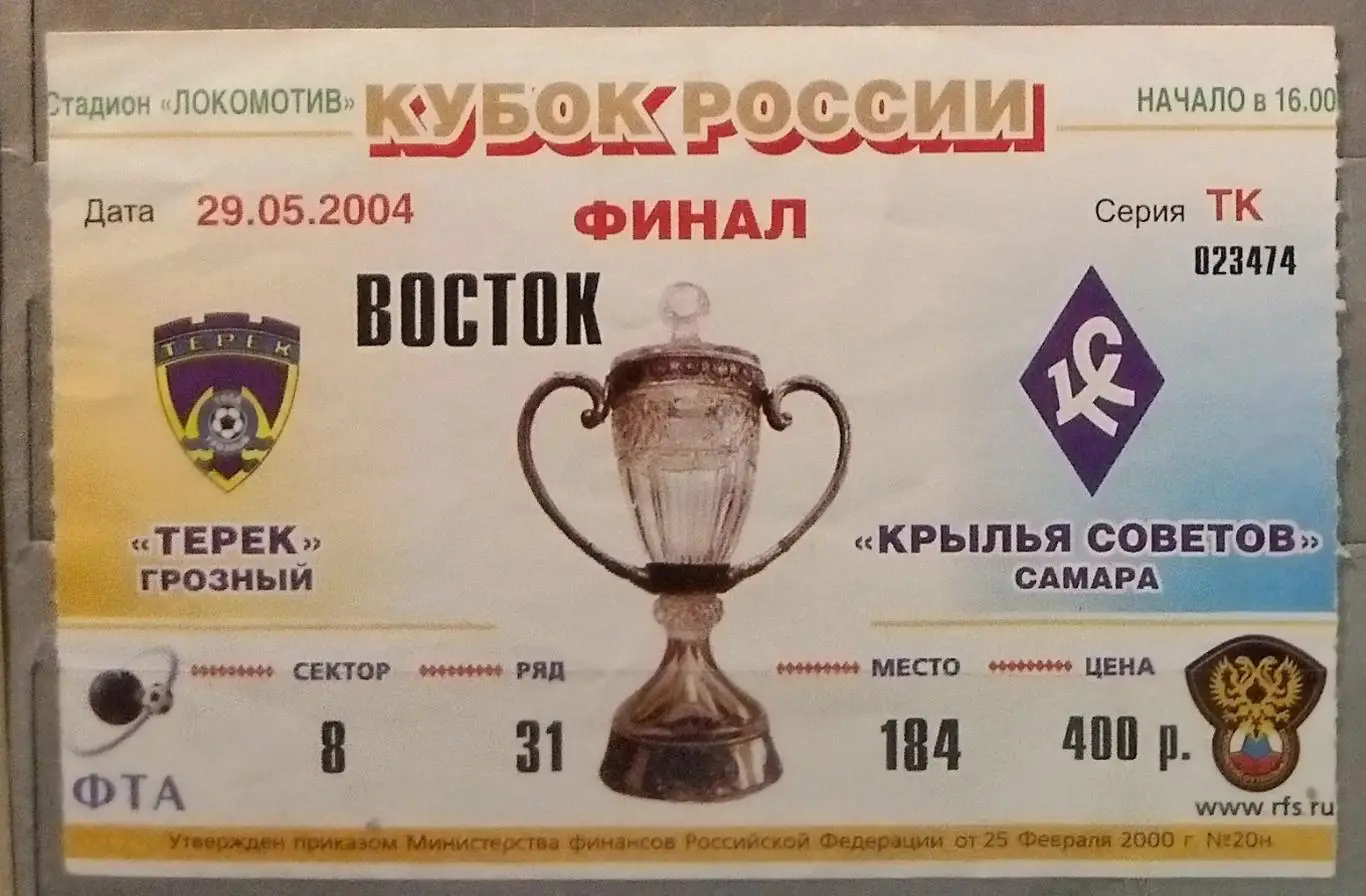 Стадион «ЛОКОМОТИВ»
КУБОК РОССИИ
НАЧАЛО в 16.00
Дата 29.05.2004
ФИНАЛ
Серия ТК
023474
ВОСТОК
ТЕРЕК
КС
«ТЕРЕК»
ГРОЗНЫЙ
«КРЫЛЬЯ СОВЕТОВ»
САМАРА
СЕКТОР РЯД МЕСТО ЦЕНА
8 31 184 400 р.
ФТА
www.rfs.ru
Утвержден приказом Министерства финансов Российской Федерации от 25 Февраля 2000 г. №20н